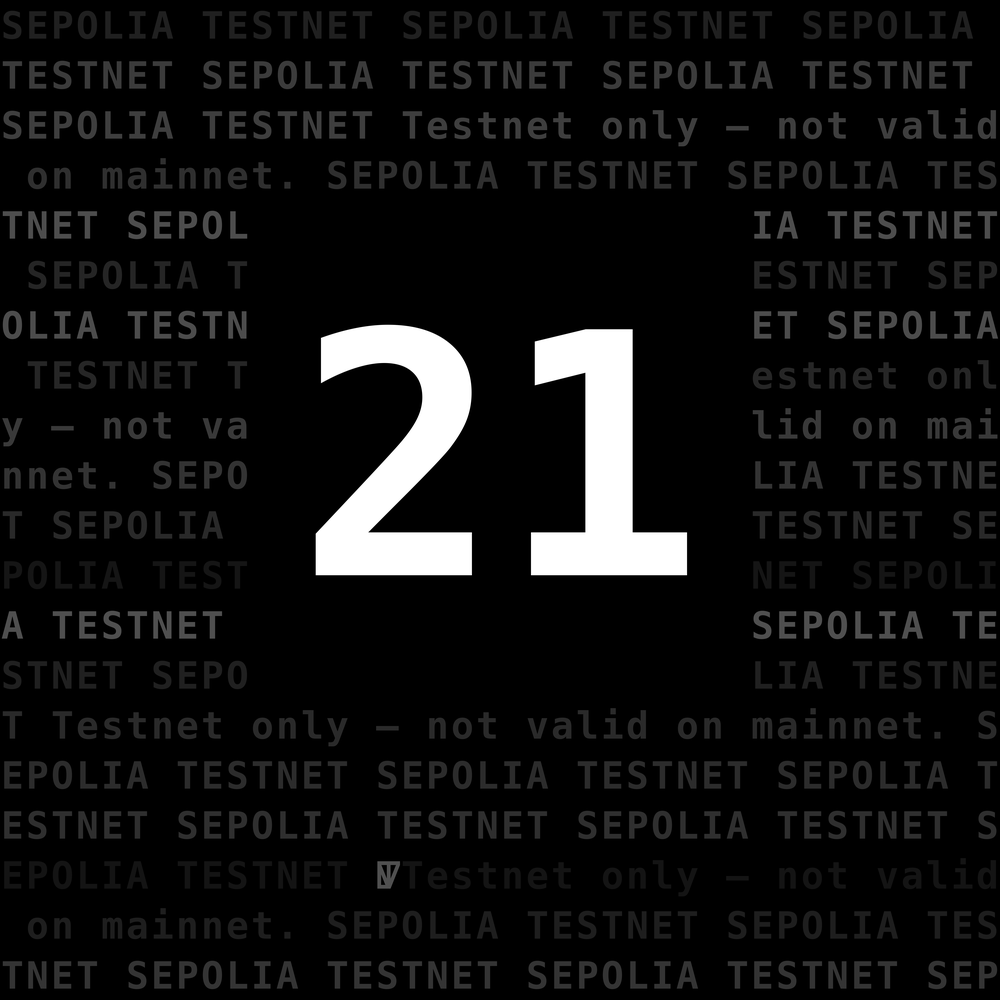 SEPOLIA TESTNET SEPOLIA TESTNET SEPOLIA
TESTNET SEPOLIA TESTNET SEPOLIA TESTNET
SEPOLIA TESTNET Testnet only — not valid
on mainnet. SEPOLIA TESTNET SEPOLIA TES
TNET SEPOL IA TESTNET
SEPOLIA T ESTNET SEP
OLIA TESTN ET SEPOLIA
TESTNET T estnet onl
21
y — not va lid on mai
nnet. SEPO LIA TESTNE
T SEPOLIA TESTNET SE
POLIA TEST NET SEPOLI
A TESTNET SEPOLIA TE
STNET SEPO LIA TESTNE
T Testnet only — not valid on mainnet. S
EPOLIA TESTNET SEPOLIA TESTNET SEPOLIA T
ESTNET SEPOLIA TESTNET SEPOLIA TESTNET S
EPOLIA TESTNET Testnet only — not valid
on mainnet. SEPOLIA TESTNET SEPOLIA TES
TNET SEPOLIA TESTNET SEPOLIA TESTNET SEP